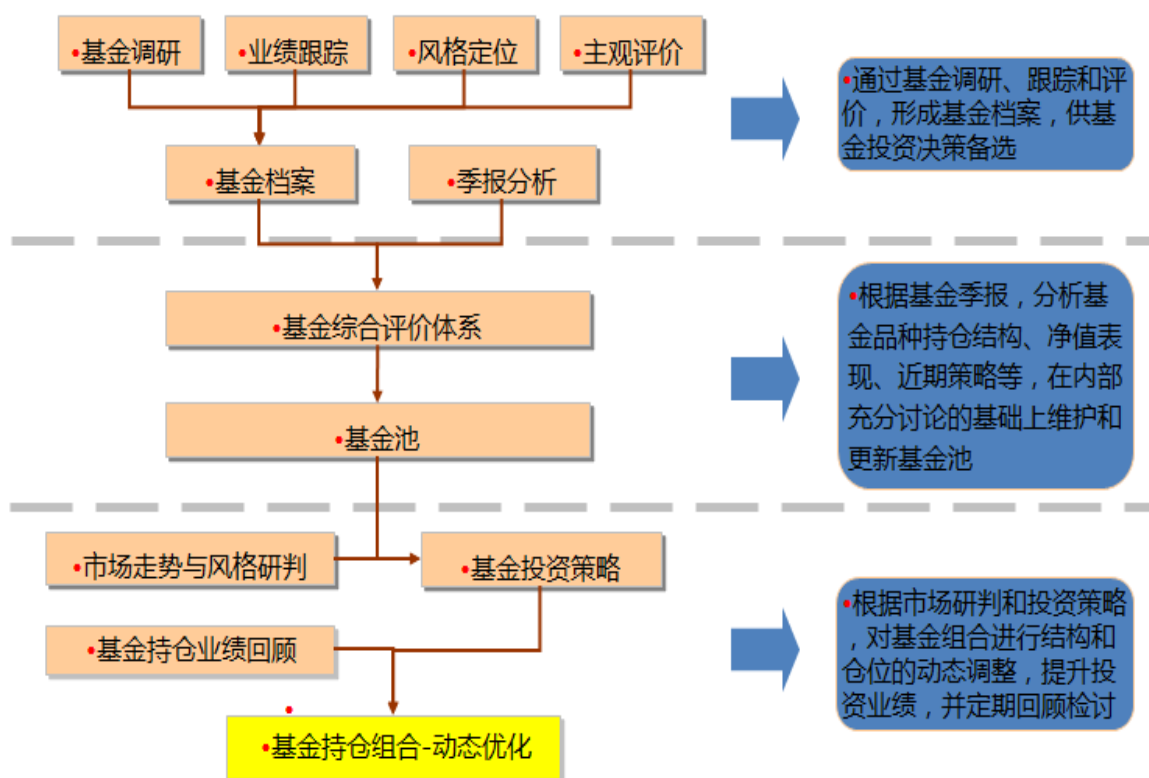 •基金调研
•业绩跟踪
•风格定位
•主观评价
•通过基金调研、跟踪和评
价，形成基金档案，供基
金投资决策备选
•基金档案
•季报分析
•基金综合评价体系
•基金池
•根据基金季报，分析基
金品种持仓结构、净值表
现、近期策略等，在内部
充分讨论的基础上维护和
更新基金池
•市场走势与风格研判
•基金投资策略
•基金持仓业绩回顾
•
•基金持仓组合-动态优化
•根据市场研判和投资策略
，对基金组合进行结构和
仓位的动态调整，提升投
资业绩，并定期回顾检讨